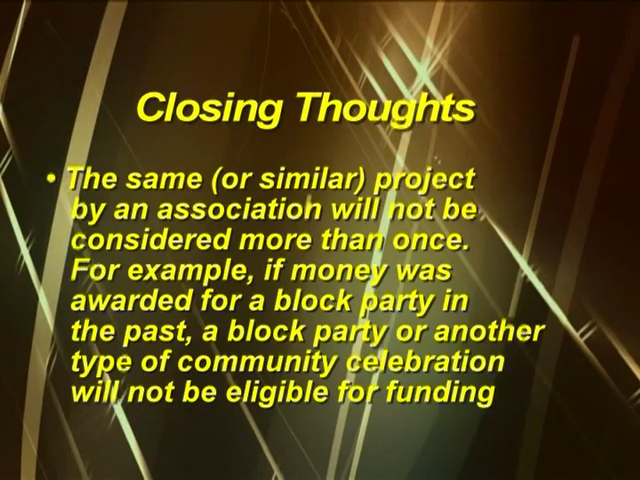 Closing Thoughts
• The same (or similar) project
by an association will not be
considered more than once.
For example, if money was
awarded for a block party in
the past, a block party or another
type of community celebration
will not be eligible for funding